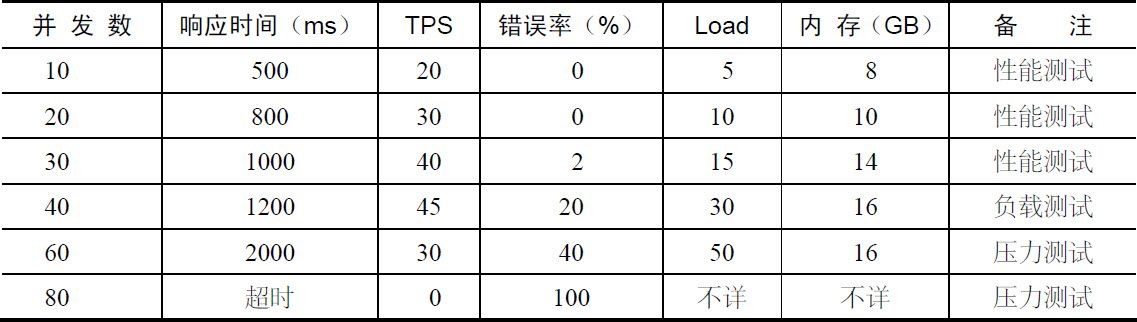 并 发 数 响应时间（ms） TPS 错误率（%） Load 内 存（GB） 备 注
10 500 20 0 5 8 性能测试
20 800 30 0 10 10 性能测试
30 1000 40 2 15 14 性能测试
40 1200 45 20 30 16 负载测试
60 2000 30 40 50 16 压力测试
80 超时 0 100 不详 不详 压力测试